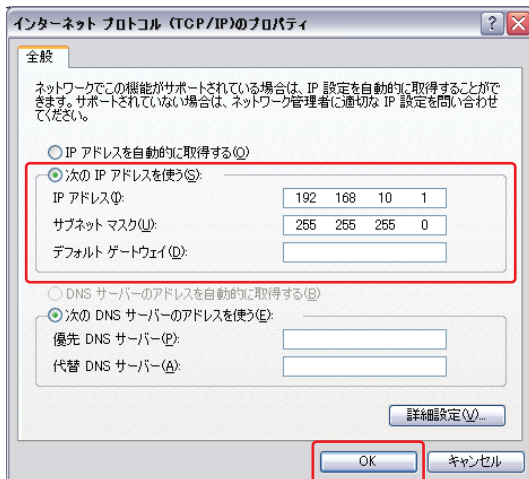 インターネット プロトコル (TCP/IP)のプロパティ
全般
ネットワークでこの機能がサポートされている場合は、IP 設定を自動的に取得することがで
きます。サポートされていない場合は、ネットワーク管理者に適切な IP 設定を問い合わせ
てください。
IP アドレスを自動的に取得する(O)
次の IP アドレスを使う(S):
IP アドレス(I): 192 168 10 1
サブネット マスク(U): 255 255 255 0
デフォルト ゲートウェイ(D):
DNS サーバーのアドレスを自動的に取得する(B)
次の DNS サーバーのアドレスを使う(E):
優先 DNS サーバー(P):
代替 DNS サーバー(A):
詳細設定(V)...
OK キャンセル